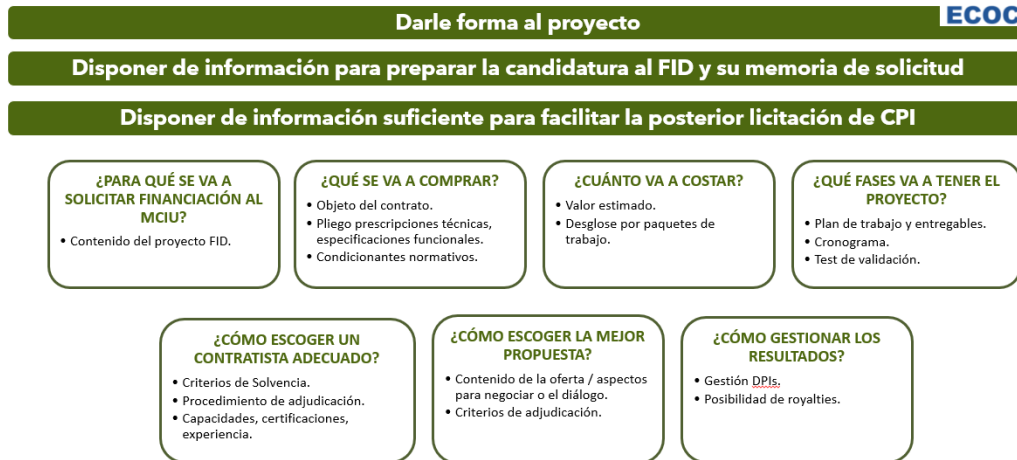 ECOC
Darle forma al proyecto
Disponer de información para preparar la candidatura al FID y su memoria de solicitud
Disponer de información suficiente para facilitar la posterior licitación de CPI
¿PARA QUÉ SE VA A
SOLICITAR FINANCIACIÓN AL
MCIU?
• Contenido del proyecto FID.
¿QUÉ SE VA A COMPRAR?
• Objeto del contrato.
• Pliego prescripciones técnicas,
especificaciones funcionales.
• Condicionantes normativos.
¿CUÁNTO VA A COSTAR?
• Valor estimado.
• Desglose por paquetes de
trabajo.
¿QUÉ FASES VA A TENER EL
PROYECTO?
• Plan de trabajo y entregables.
• Cronograma.
• Test de validación.
¿CÓMO ESCOGER UN
CONTRATISTA ADECUADO?
• Criterios de Solvencia.
• Procedimiento de adjudicación.
• Capacidades, certificaciones,
experiencia.
¿CÓMO ESCOGER LA MEJOR
PROPUESTA?
• Contenido de la oferta / aspectos
para negociar o el diálogo.
• Criterios de adjudicación.
¿CÓMO GESTIONAR LOS
RESULTADOS?
• Gestión DPIs.
• Posibilidad de royalties.